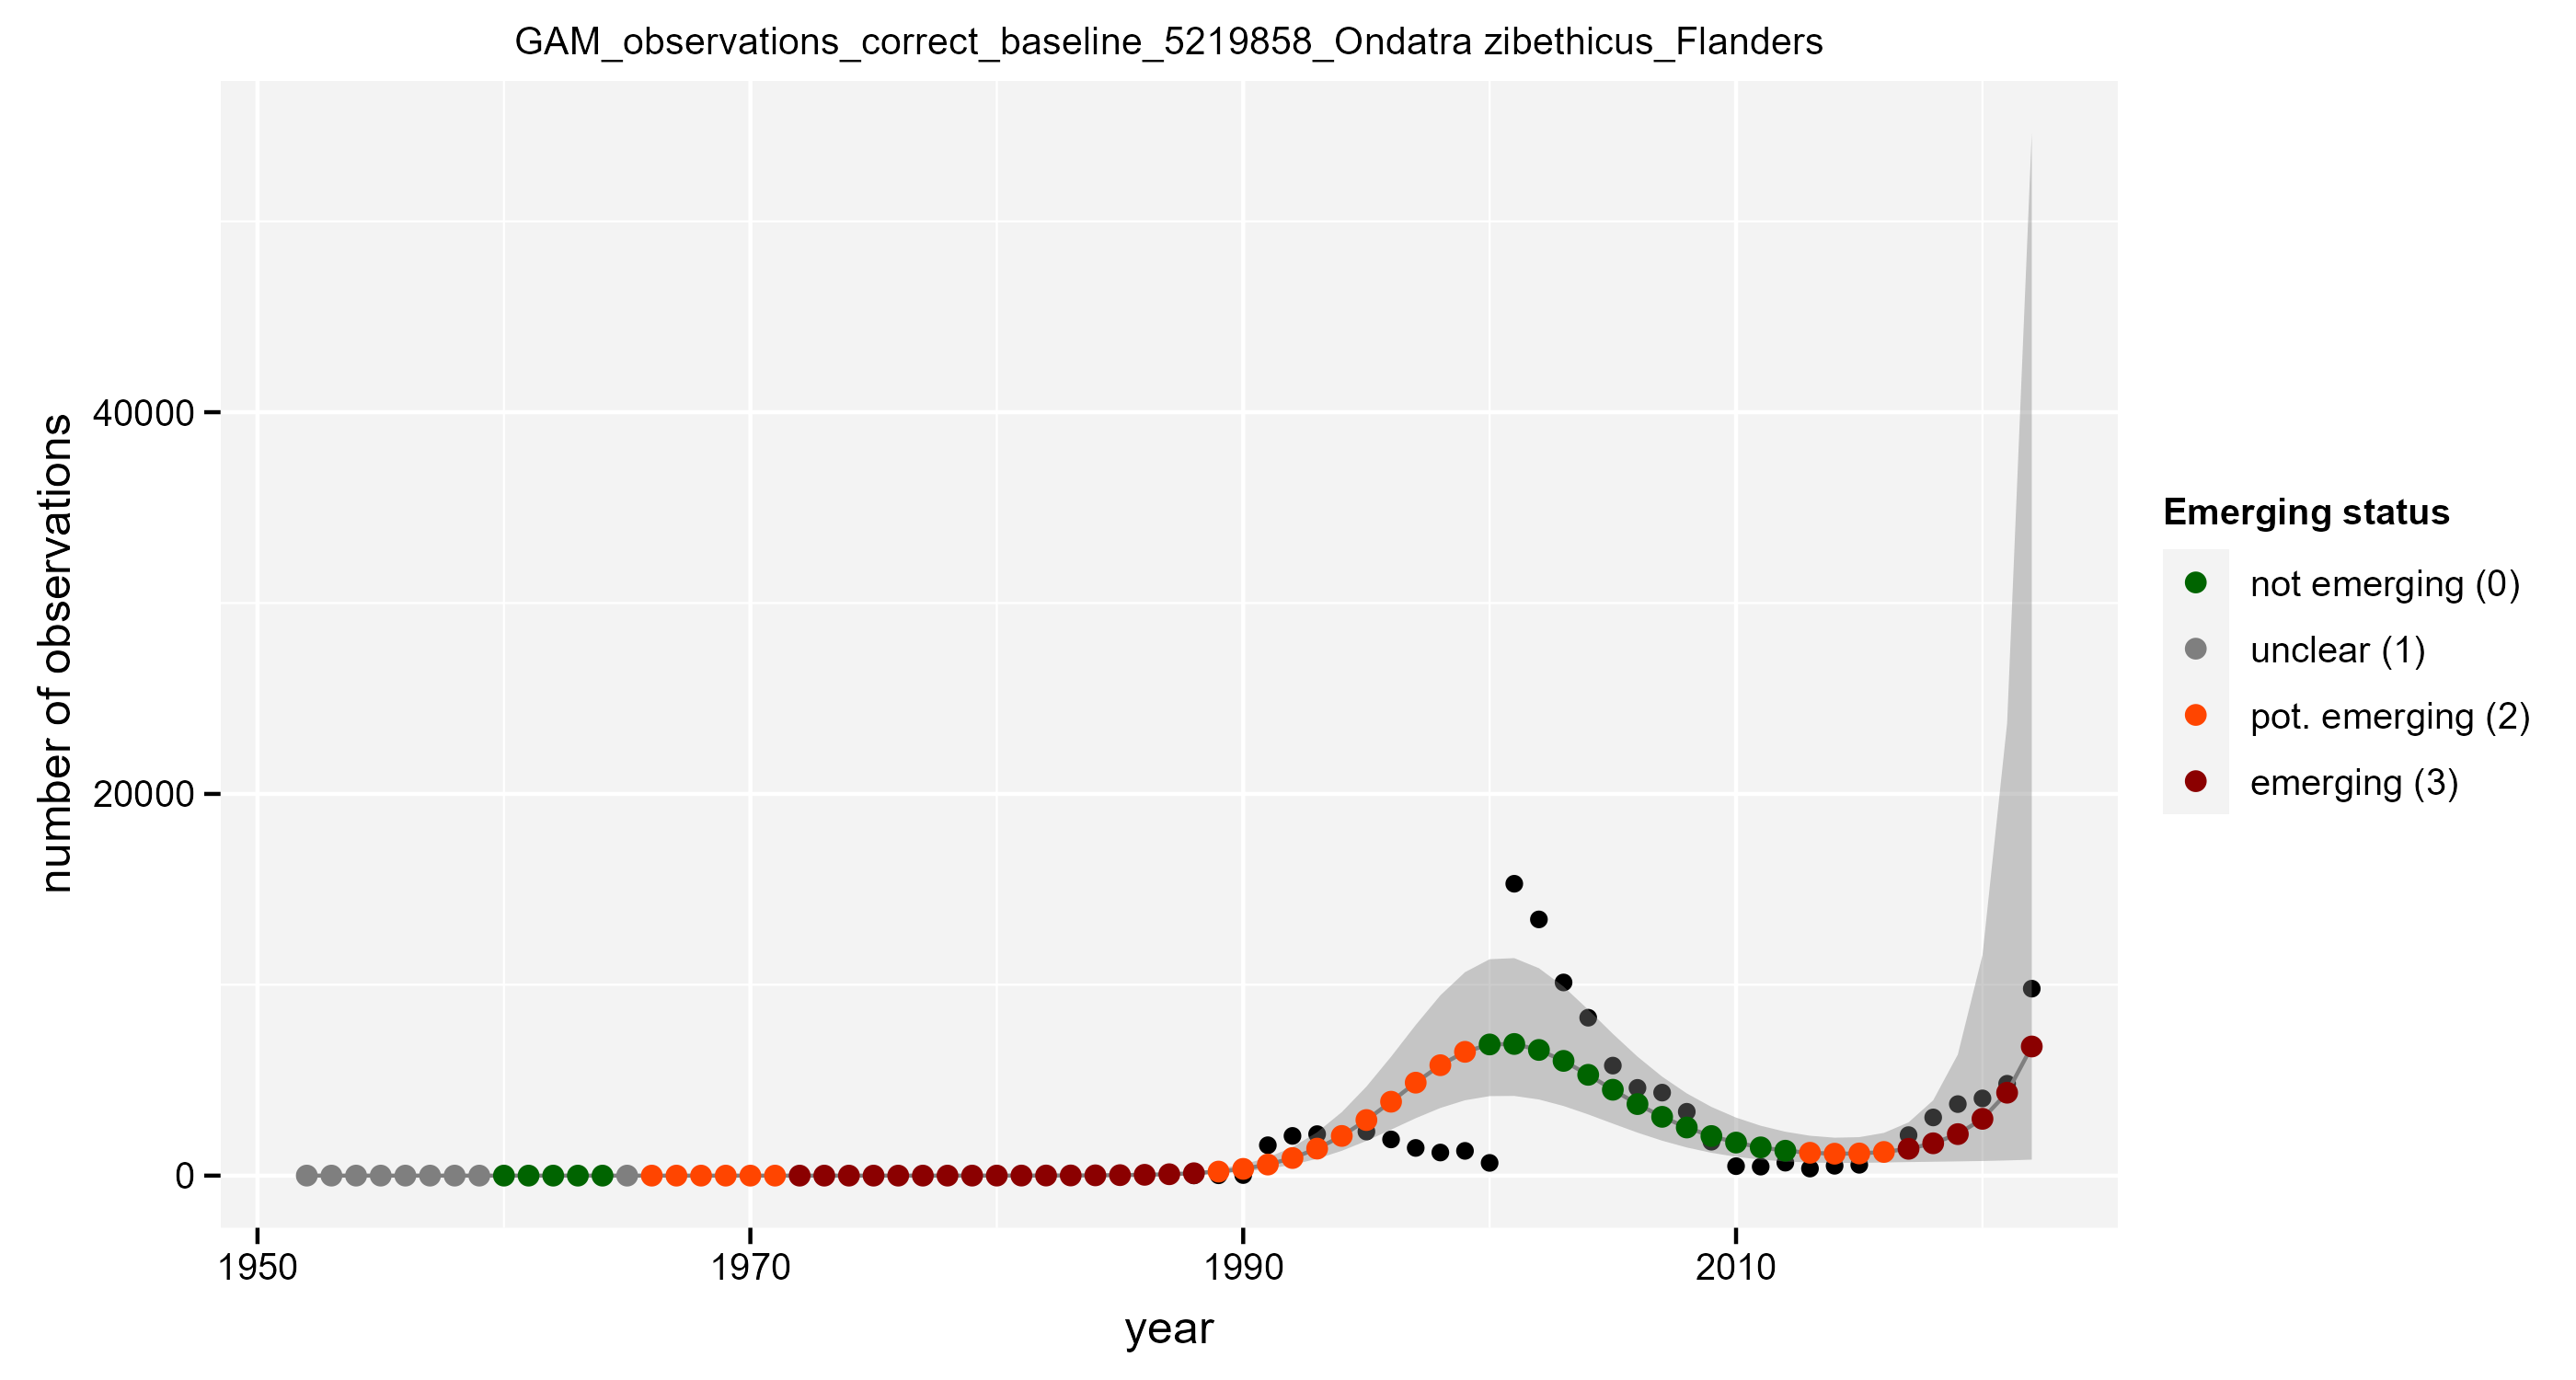 GAM_observations_correct_baseline_5219858_Ondatra zibethicus_Flanders
number of observations
40000
20000
0
1950
1970
1990
2010
year
Emerging status
not emerging (0)
unclear (1)
pot. emerging (2)
emerging (3)